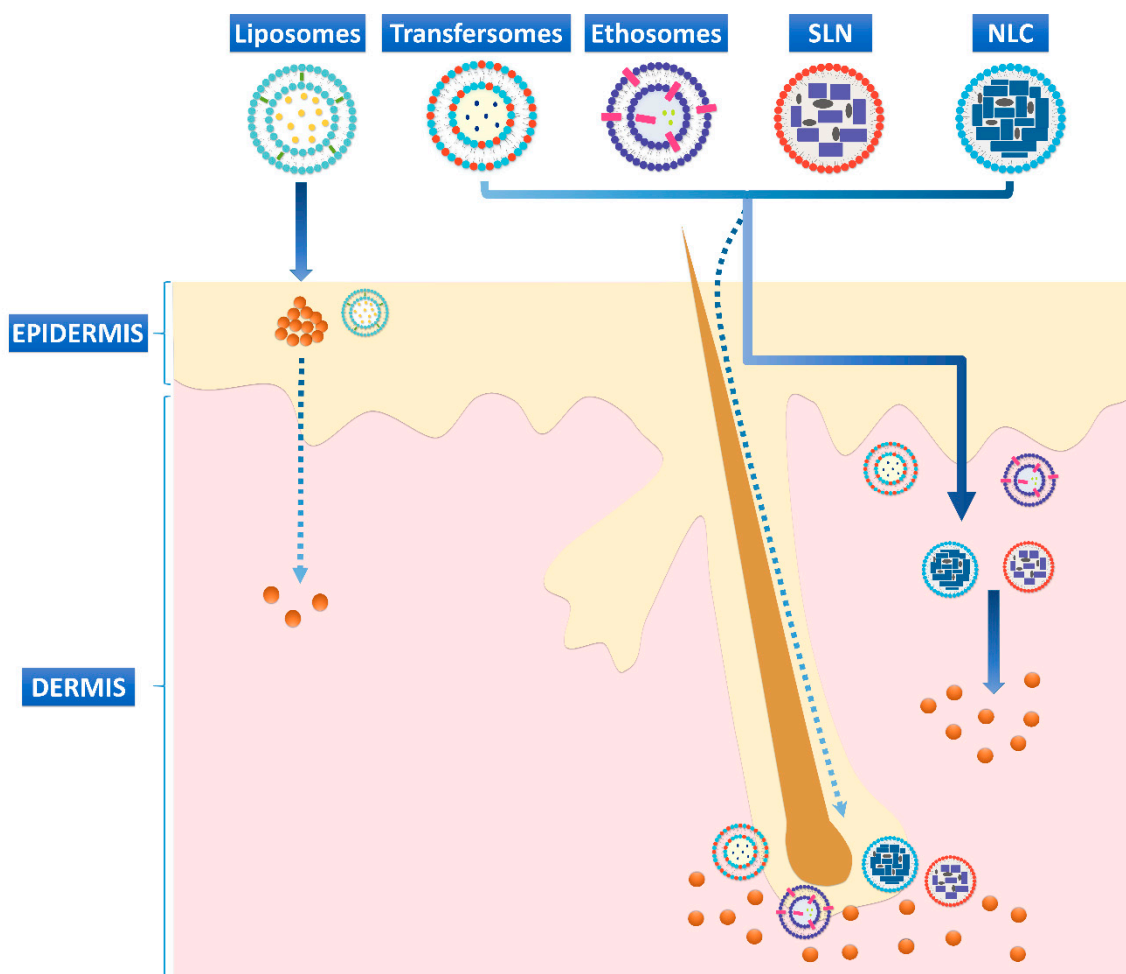 Liposomes
Transfersomes
Ethosomes
SLN
NLC
EPIDERMIS
DERMIS